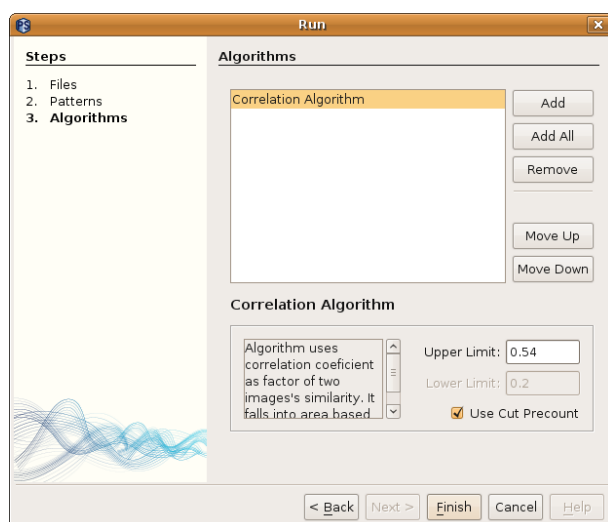 Run
Steps
1. Files
2. Patterns
3. Algorithms
Algorithms
Correlation Algorithm
Add
Add All
Remove
Move Up
Move Down
Correlation Algorithm
Algorithm uses
correlation coeficient
as factor of two
images's similarity. It
falls into area based
Upper Limit: 0.54
Lower Limit: 0.2
Use Cut Precount
< Back
Next >
Finish
Cancel
Help